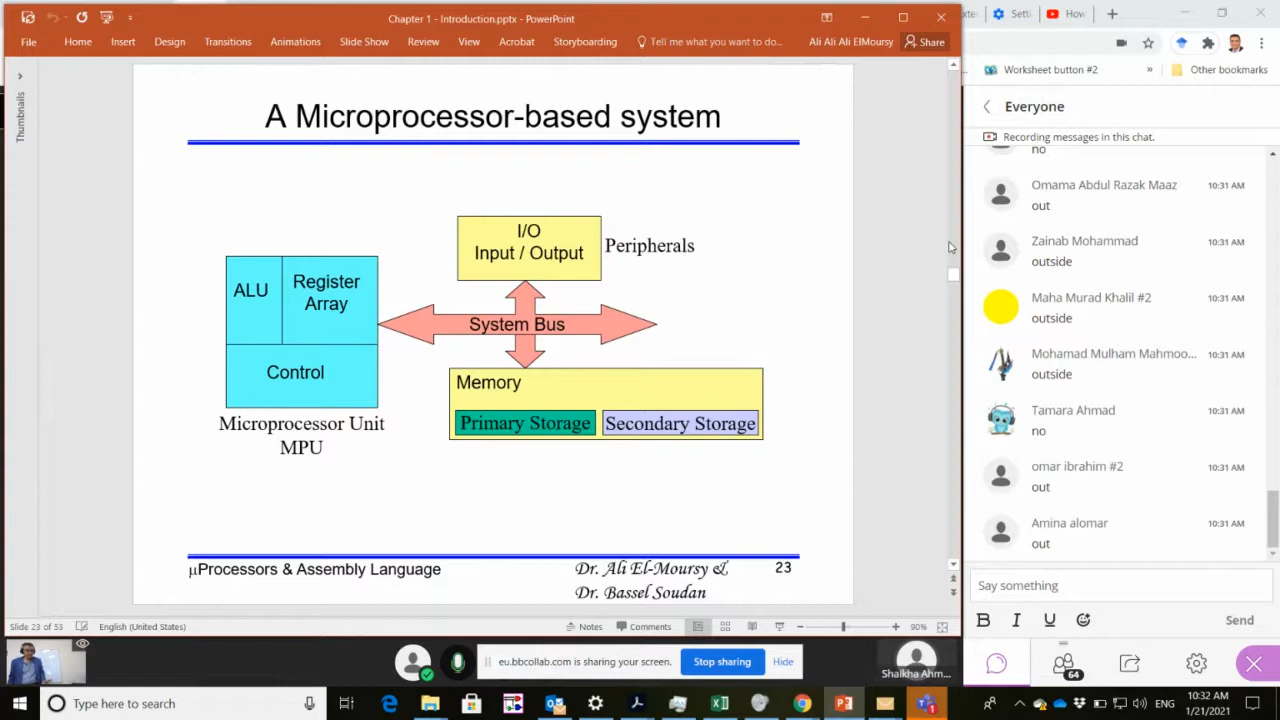 Chapter 1 - Introduction.pptx - PowerPoint
File Home Insert Design Transitions Slide Show Animations Review View Acrobat Storyboarding Tell me what you want to do... Ali Ali Ali ElMoursy Share
Thumbnails
A Microprocessor-based system
I/O
Input / Output
Peripherals
ALU
Register
Array
System Bus
Control
Memory
Primary Storage
Secondary Storage
Microprocessor Unit
MPU
µProcessors & Assembly Language
Dr. Ali El-Moursy &
Dr. Bassel Soudan
23
Slide 23 of 53
English (United States)
Notes
Comments
90%
eu.bbcollab.com is sharing your screen.
Stop sharing
Hide
Shaikha Ahm...
Setti
How
Worksheet button #2
»
Other bookmarks
Everyone
Recording messages in this chat.
no
Omama Abdul Razak Maaz 10:31 AM
out
Zainab Mohammad 10:31 AM
outside
Maha Murad Khalil #2 10:31 AM
outside
Mohamad Mulham Mahmoo... 10:31 AM
outside
Tamara Ahmad 10:31 AM
no
omar ibrahim #2 10:31 AM
out
Amina alomar 10:31 AM
out
Say something
B I U
Send
64
Type here to search
ENG
10:32 AM
1/21/2021